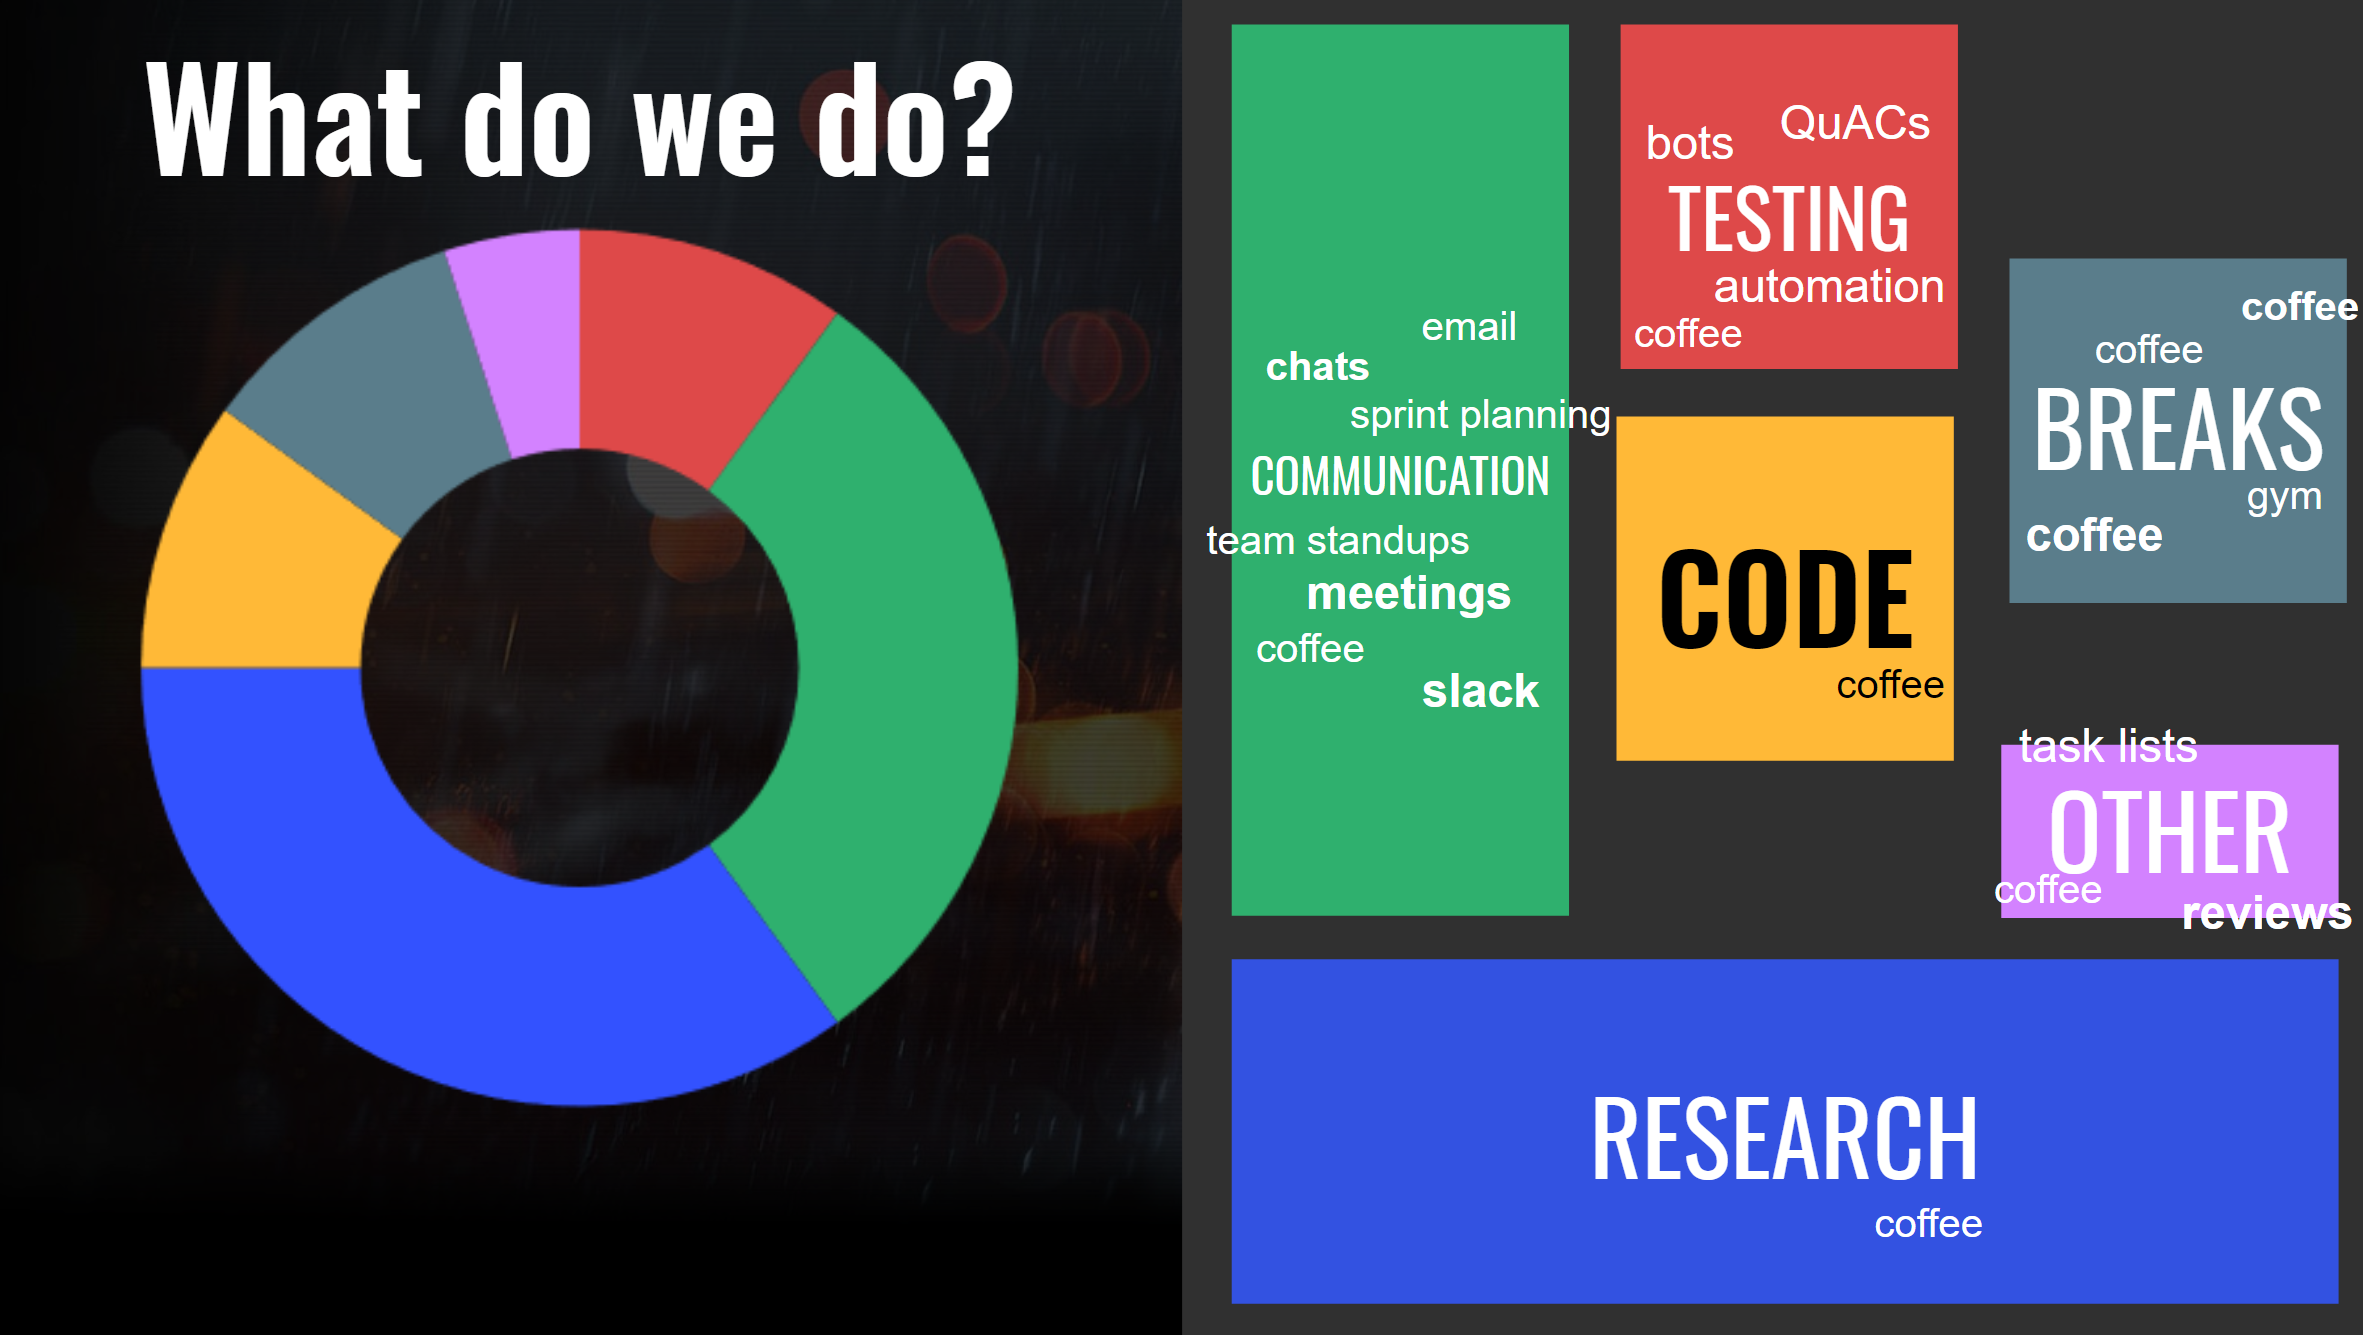 What do we do?
email
chats
sprint planning
COMMUNICATION
team standups
meetings
coffee
slack
QuACs
bots
TESTING
automation
coffee
CODE
coffee
coffee
coffee
BREAKS
gym
coffee
task lists
OTHER
coffee
reviews
RESEARCH
coffee